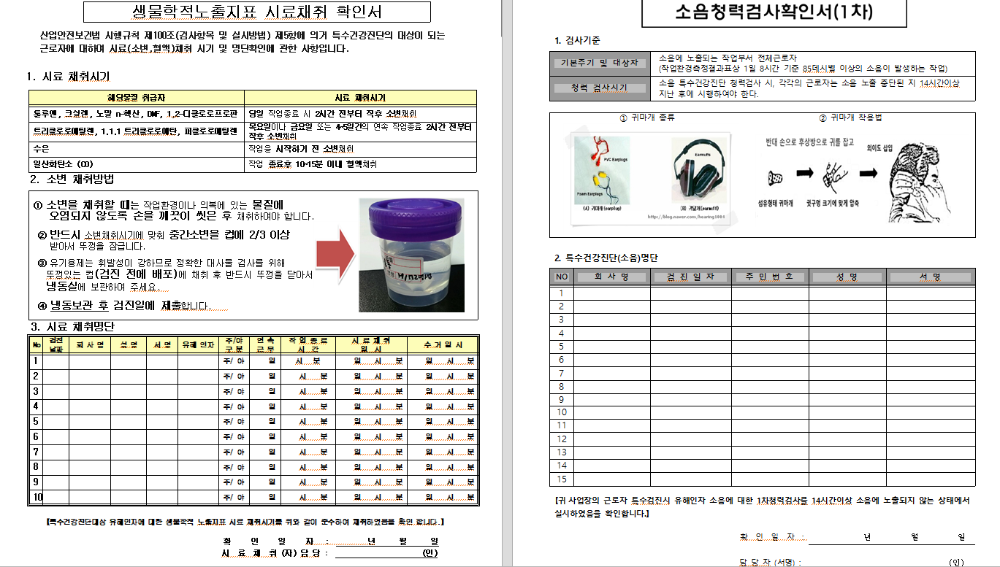 생물학적노출지표 시료채취 확인서
산업안전보건법 시행규칙 제100조(검사항목 및 실시방법) 제5항에 의거 특수건강진단의 대상이 되는
근로자에 대하여 시료(소변,혈액)채취 시기 및 명단확인에 관한 사항입니다.
1. 시료 채취시기
해당물질 취급자 시료 채취시기
톨루엔, 크실렌, 노말 n-헥산, DMF, 1,2-디클로로프로판 당일 작업종료 시 2시간 전부터 직후 소변채취
트리클로로에틸렌, 1.1.1 트리클로로에탄, 퍼클로로에틸렌 목요일이나 금요일 또는 4-5일간의 연속 작업종료 2시간 전부터
직후 소변채취
수은 작업을 시작하기 전 소변채취
일산화탄소 (CO) 작업 종료후 10-15분 이내 혈액채취
2. 소변 채취방법
① 소변을 채취할 때는 작업환경이나 의복에 있는 물질에
오염되지 않도록 손을 깨끗이 씻은 후 채취하여야 합니다.
② 반드시 소변채취시기에 맞춰 중간소변을 컵에 2/3 이상
받아서 뚜껑을 잠급니다.
③ 유기용제는 휘발성이 강하므로 정확한 대사물 검사를 위해
뚜껑있는 컵(검진 전에 배포)에 채취 후 반드시 뚜껑을 닫아서
냉동실에 보관하여 주세요.
④ 냉동보관 후 검진일에 제출합니다.
3. 시료 채취명단
No 검진날짜 회사명 성명 서명 유해인자 주/야구분 연속근무 작업종료시간 시료채취일시 수거일시
1 주/ 야 일 시 분 일 시 분 일 시 분
2 주/ 야 일 시 분 일 시 분 일 시 분
3 주/ 야 일 시 분 일 시 분 일 시 분
4 주/ 야 일 시 분 일 시 분 일 시 분
5 주/ 야 일 시 분 일 시 분 일 시 분
6 주/ 야 일 시 분 일 시 분 일 시 분
7 주/ 야 일 시 분 일 시 분 일 시 분
8 주/ 야 일 시 분 일 시 분 일 시 분
9 주/ 야 일 시 분 일 시 분 일 시 분
10 주/ 야 일 시 분 일 시 분 일 시 분
【특수건강진단대상 유해인자에 대한 생물학적 노출지표 시료 채취시기를 위와 같이 준수하여 채취하였음을 확인 합니다.】
확 인 일 자 : 년 월 일
시 료 채 취 (자) 담 당 : (인)
소음청력검사확인서(1차)
1. 검사기준
기본주기 및 대상자 소음에 노출되는 작업부서 전체근로자
(작업환경측정결과표상 1일 8시간 기준 85데시벨 이상의 소음이 발생하는 작업)
청력 검사시기 소음 특수건강진단 청력검사 시, 각각의 근로자는 소음 노출 중단된 지 14시간이상
지난 후에 시행하여야 한다.
① 귀마개 종류 ② 귀마개 착용법
PVC Earplugs
Foam Earplugs
Earmuffs
(A) 귀마개(earplug) (B) 귀덮개(earmuff)
http://blog.naver.com/hearing1004
반대 손으로 후상방으로 귀를 잡고
외이도 삽입
섬유형태 귀마개 귓구멍 크기에 맞게 압축
2. 특수건강진단(소음)명단
NO 회 사 명 검 진 일 자 주 민 번 호 성 명 서 명
1
2
3
4
5
6
7
8
9
10
11
12
13
14
15
【귀 사업장의 근로자 특수검진시 유해인자 소음에 대한 1차청력검사를 14시간이상 소음에 노출되지 않는 상태에서
실시하였음을 확인합니다.】
확 인 일 자 : 년 월 일
담 당 자 (서명) : (인)